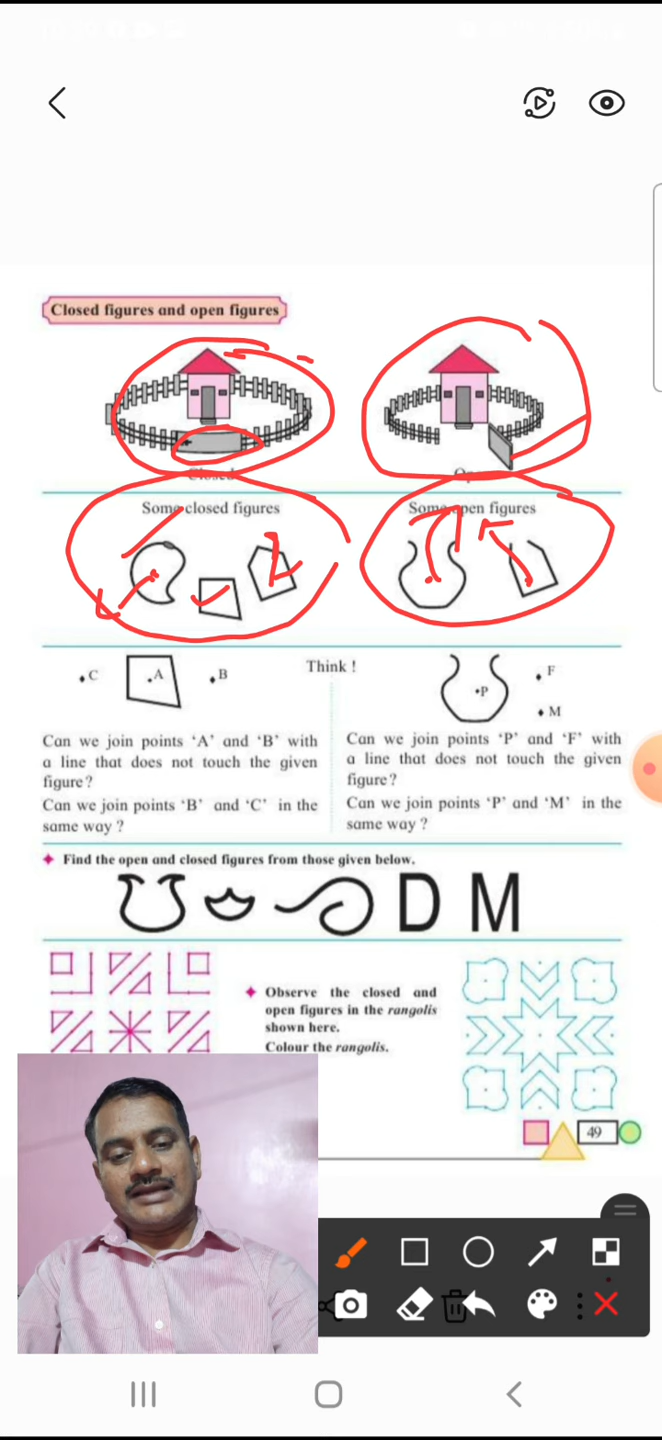 Closed figures and open figures
Closed
Some closed figures
Some open figures
C
A
B
Think !
P
F
M
Can we join points ‘A’ and ‘B’ with
a line that does not touch the given
figure ?
Can we join points ‘B’ and ‘C’ in the
same way ?
Can we join points ‘P’ and ‘F’ with
a line that does not touch the given
figure ?
Can we join points ‘P’ and ‘M’ in the
same way ?
Find the open and closed figures from those given below.
D M
Observe the closed and
open figures in the rangolis
shown here.
Colour the rangolis.
49